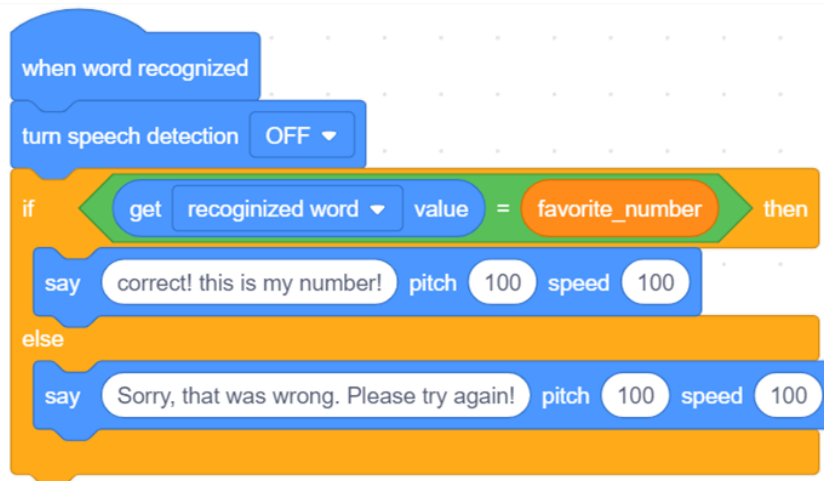 when word recognized
turn speech detection OFF
if get recoginized word value = favorite_number then
say correct! this is my number! pitch 100 speed 100
else
say Sorry, that was wrong. Please try again! pitch 100 speed 100